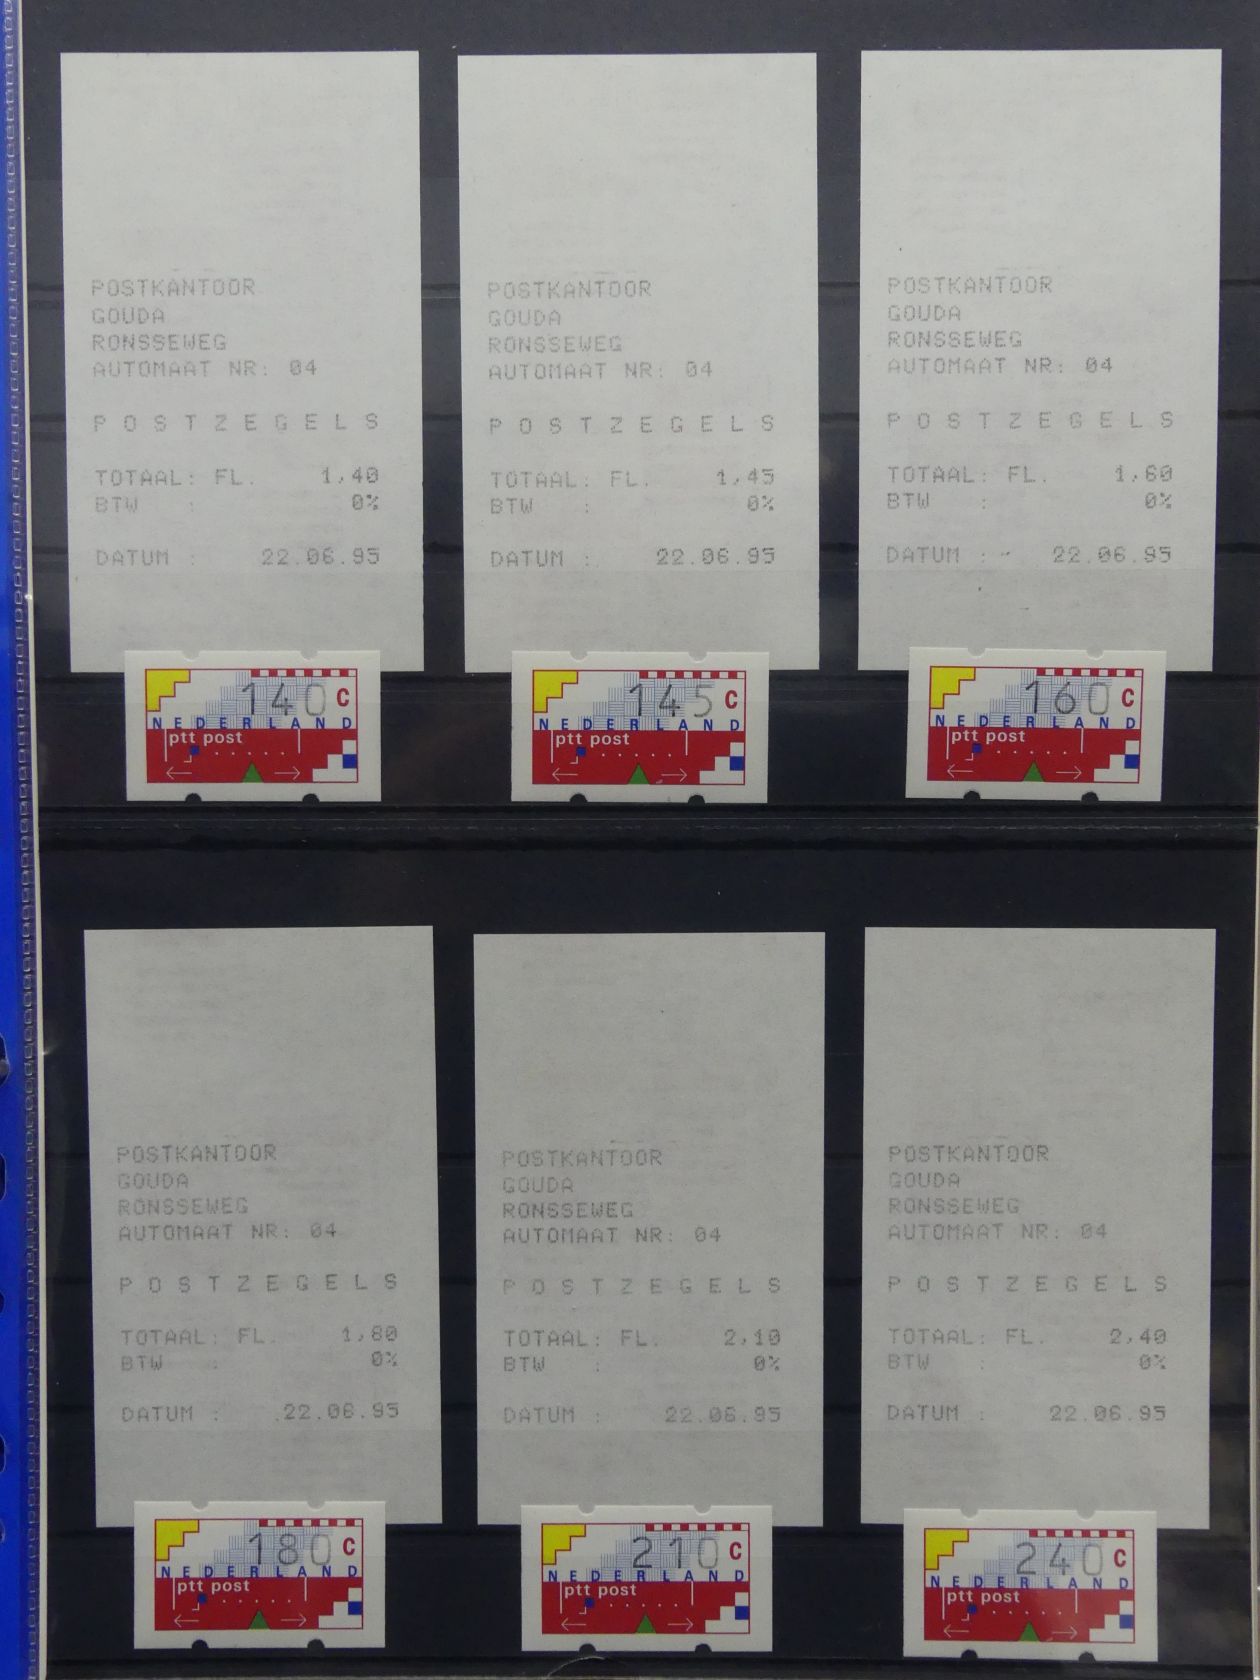 POSTKANTOOR
GOUDA
RONSSEWEG
AUTOMAAT NR: 04
POSTZEGELS
TOTAAL: FL. 1,40
BTW : 0%
DATUM : 22.06.95
140 C
NEDERLAND
ptt post
POSTKANTOOR
GOUDA
RONSSEWEG
AUTOMAAT NR: 04
POSTZEGELS
TOTAAL: FL. 1,45
BTW : 0%
DATUM : 22.06.95
145 C
NEDERLAND
ptt post
POSTKANTOOR
GOUDA
RONSSEWEG
AUTOMAAT NR: 04
POSTZEGELS
TOTAAL: FL. 1,60
BTW : 0%
DATUM : 22.06.95
160 C
NEDERLAND
ptt post
POSTKANTOOR
GOUDA
RONSSEWEG
AUTOMAAT NR: 04
POSTZEGELS
TOTAAL: FL. 1,80
BTW : 0%
DATUM : 22.06.95
180 C
NEDERLAND
ptt post
POSTKANTOOR
GOUDA
RONSSEWEG
AUTOMAAT NR: 04
POSTZEGELS
TOTAAL: FL. 2,10
BTW : 0%
DATUM : 22.06.95
210 C
NEDERLAND
ptt post
POSTKANTOOR
GOUDA
RONSSEWEG
AUTOMAAT NR: 04
POSTZEGELS
TOTAAL: FL. 2,40
BTW : 0%
DATUM : 22.06.95
240 C
NEDERLAND
ptt post